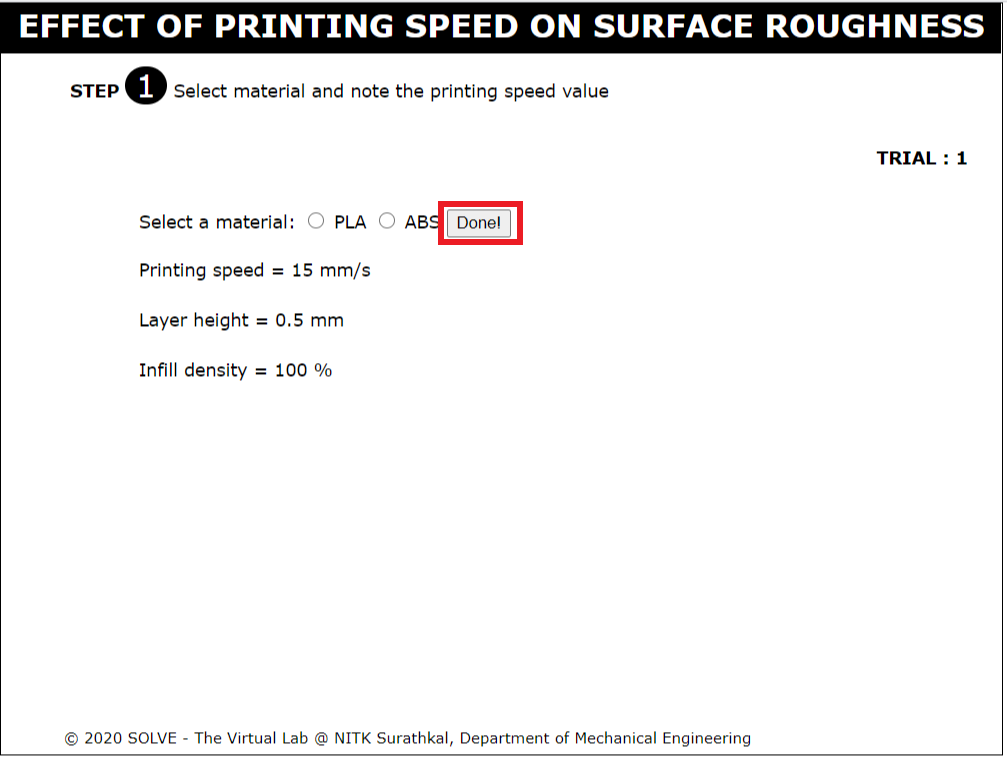 EFFECT OF PRINTING SPEED ON SURFACE ROUGHNESS
STEP 1 Select material and note the printing speed value
TRIAL : 1
Select a material: PLA ABS Done!
Printing speed = 15 mm/s
Layer height = 0.5 mm
Infill density = 100 %
© 2020 SOLVE - The Virtual Lab @ NITK Surathkal, Department of Mechanical Engineering